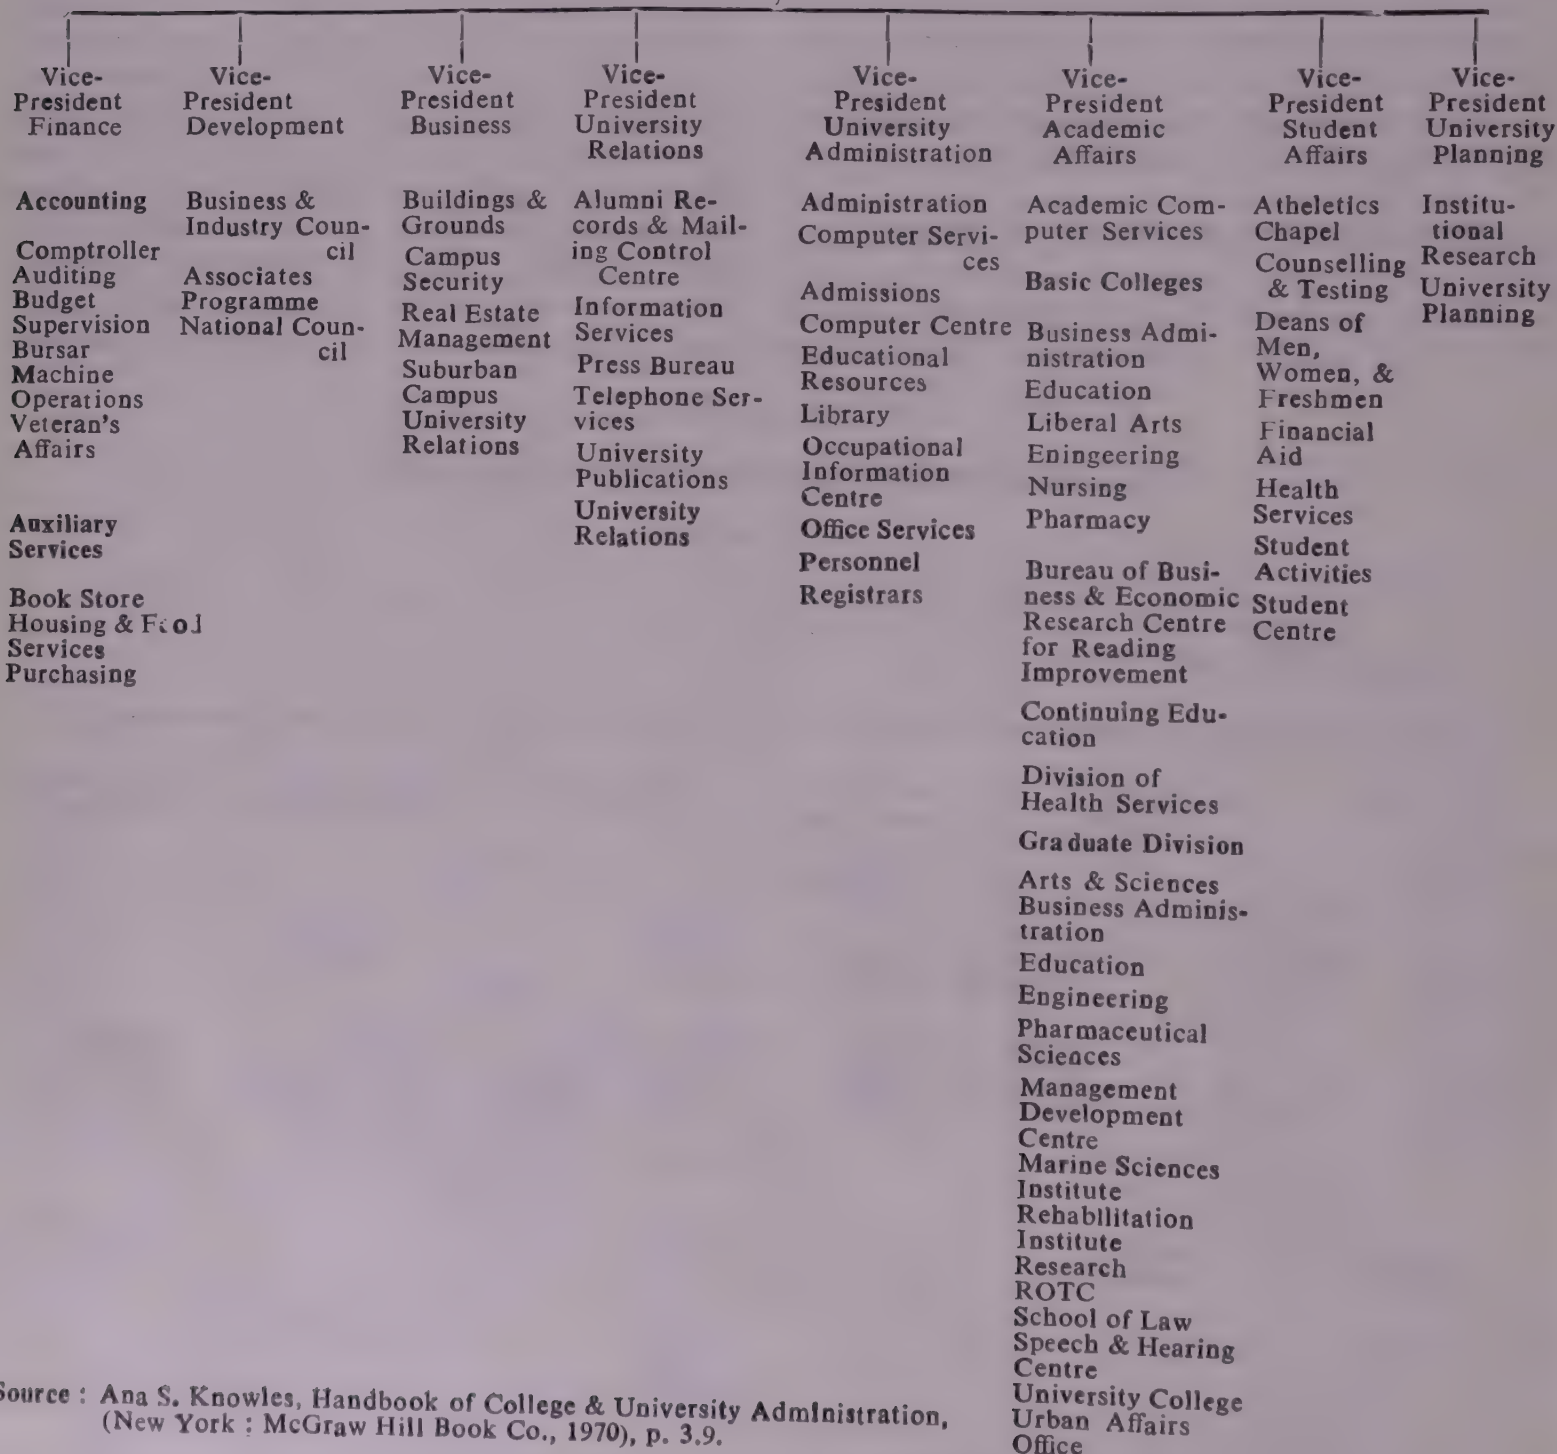 Vice-
President
Finance
Accounting
Comptroller
Auditing
Budget
Supervision
Bursar
Machine
Operations
Veteran's
Affairs
Auxiliary
Services
Book Store
Housing &
Services
Purchasing
Vice-
President
Development
Business &
Industry Coun-
cil
Associates
Programme
National Coun-
cil
Vice-
President
Business
Buildings &
Grounds
Campus
Security
Real Estate
Management
Suburban
Campus
University
Relations
Vice-
President
University
Relations
Alumni Re-
cords & Mail-
ing Control
Centre
Information
Services
Press Bureau
Telephone Ser-
vices
University
Publications
University
Relations
Vice-
President
University
Administration
Administration
Computer Servi-
ces
Admissions
Computer Centre
Educational
Resources
Library
Occupational
Information
Centre
Office Services
Personnel
Registrars
Vice-
President
Academic
Affairs
Academic Com-
puter Services
Basic Colleges
Business Admi-
nistration
Education
Liberal Arts
Eningeering
Nursing
Pharmacy
Bureau of Busi-
ness & Economic
Research Centre
for Reading
Improvement
Continuing Edu-
cation
Division of
Health Services
Graduate Division
Arts & Sciences
Business Adminis-
tration
Education
Engineering
Pharmaceutical
Sciences
Management
Development
Centre
Marine Sciences
Institute
Rehabilitation
Institute
Research
ROTC
School of Law
Speech & Hearing
Centre
University College
Urban Affairs
Office
Vice-
President
Student
Affairs
Atheletics
Chapel
Counselling
& Testing
Deans of
Men,
Women, &
Freshmen
Financial
Aid
Health
Services
Student
Activities
Student
Centre
Vice-
President
University
Planning
Institu-
tional
Research
University
Planning
Source : Ana S. Knowles, Handbook of College & University Administration,
(New York : McGraw Hill Book Co., 1970), p. 3.9.